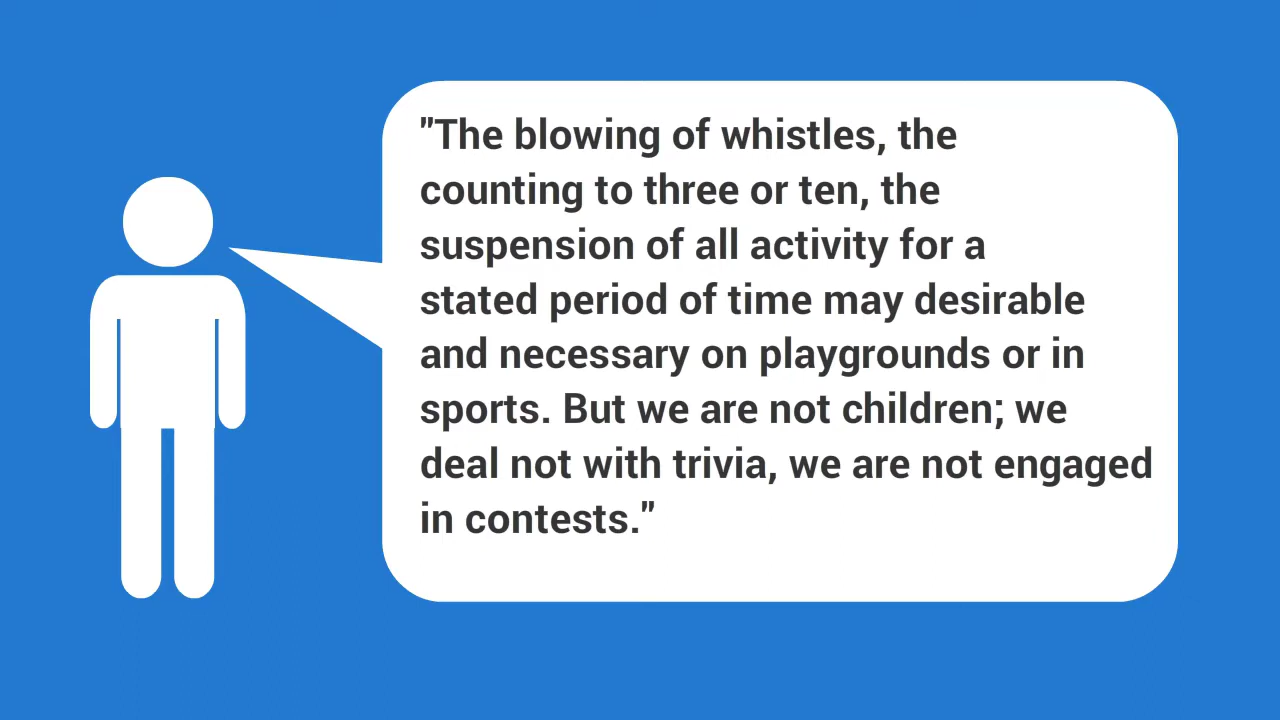 "The blowing of whistles, the
counting to three or ten, the
suspension of all activity for a
stated period of time may desirable
and necessary on playgrounds or in
sports. But we are not children; we
deal not with trivia, we are not engaged
in contests."